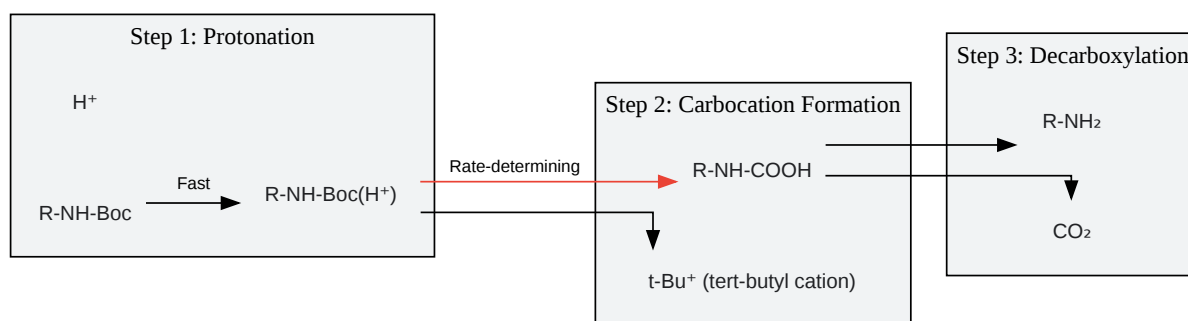 Step 1: Protonation
H⁺
Fast
R-NH-Boc
R-NH-Boc(H⁺)
Rate-determining
Step 2: Carbocation Formation
R-NH-COOH
t-Bu⁺ (tert-butyl cation)
Step 3: Decarboxylation
R-NH₂
CO₂